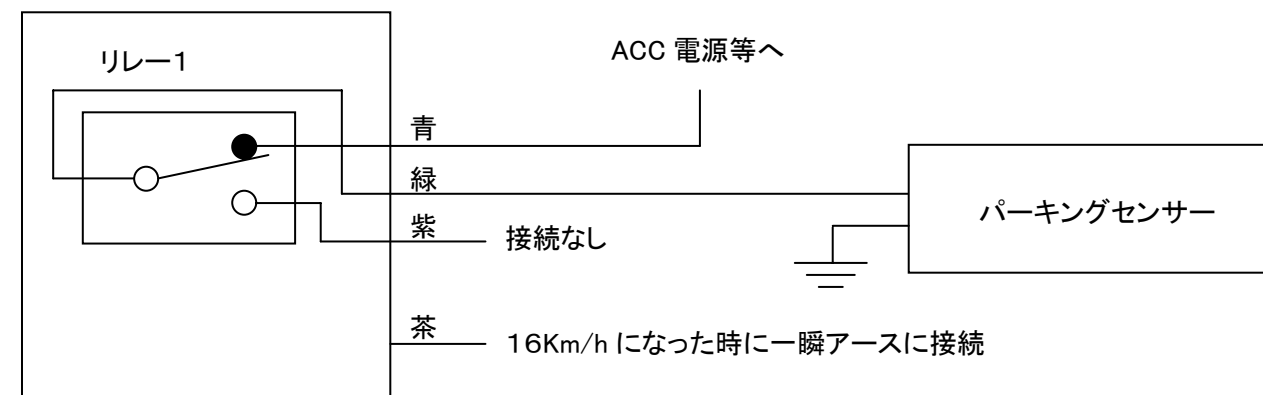 リレー１
ACC 電源等へ
青
緑
紫
接続なし
パーキングセンサー
茶
１６Km/h になった時に一瞬アースに接続